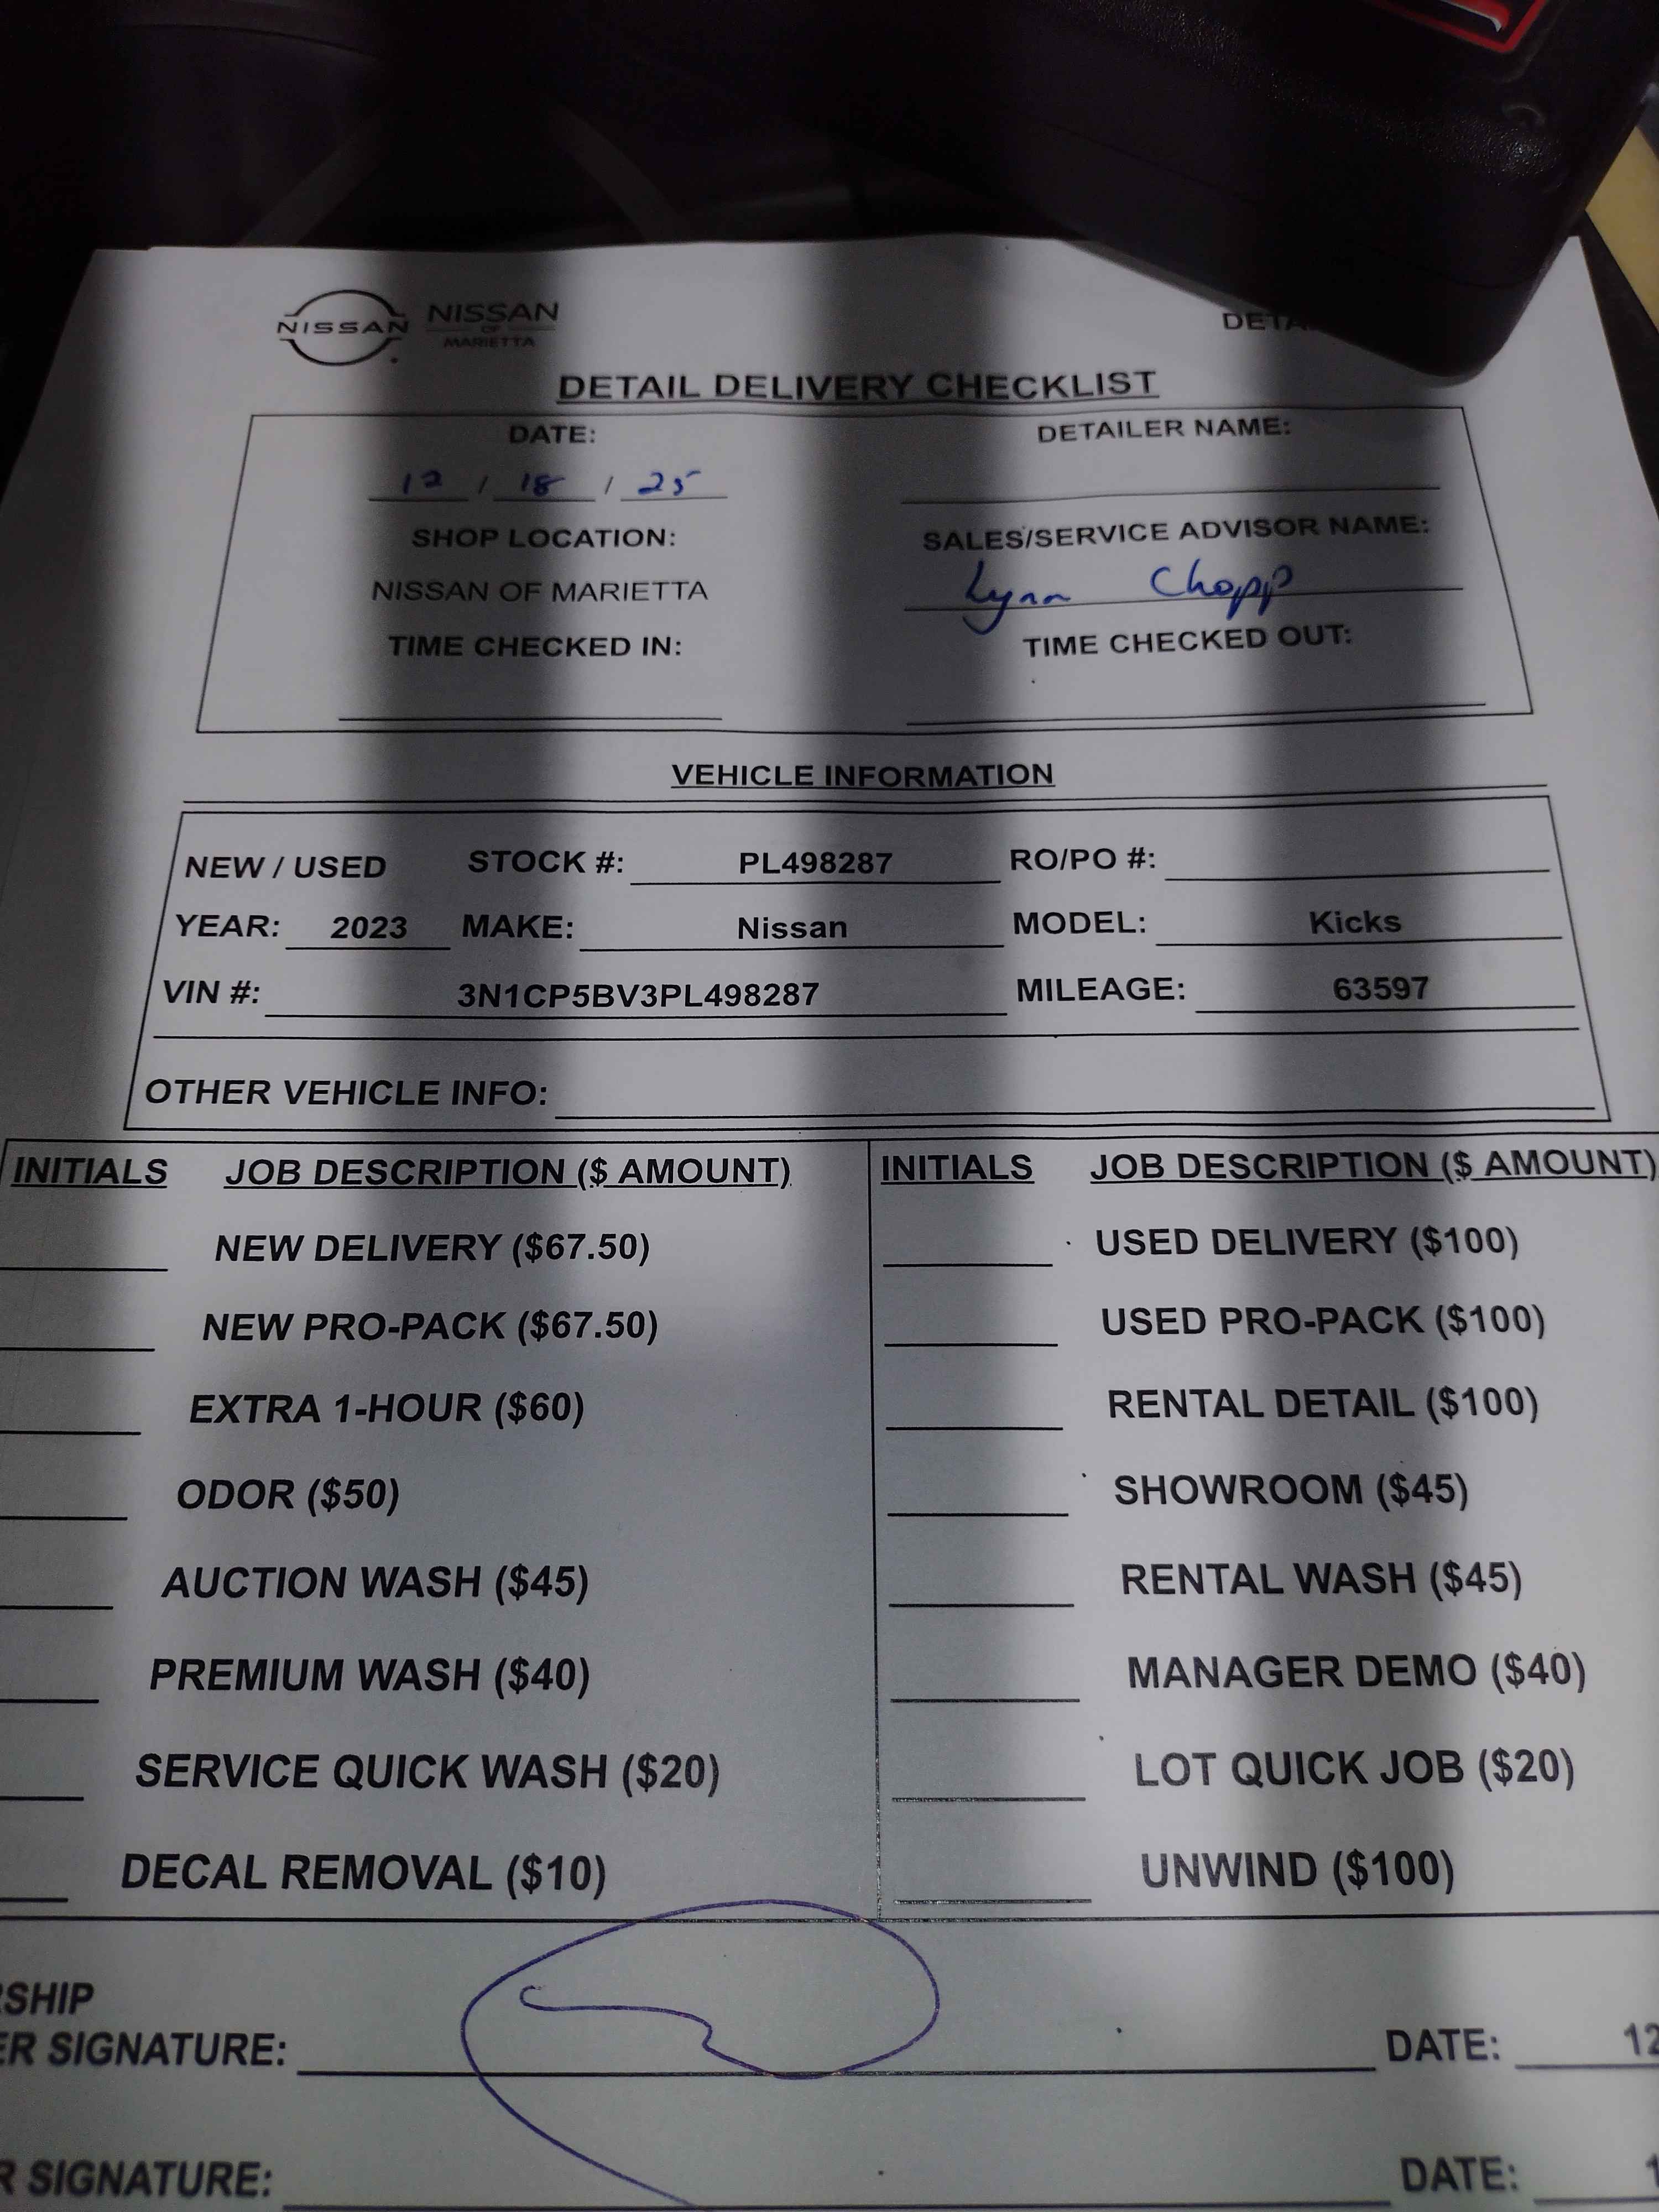 NISSAN NISSAN
OF
MARIETTA
DETAIL DELIVERY CHECKLIST
DATE: DETAILER NAME:
12 / 18 / 25
SHOP LOCATION: SALES/SERVICE ADVISOR NAME:
NISSAN OF MARIETTA Lynn Chopp
TIME CHECKED IN: TIME CHECKED OUT:
VEHICLE INFORMATION
NEW / USED STOCK #: PL498287 RO/PO #:
YEAR: 2023 MAKE: Nissan MODEL: Kicks
VIN #: 3N1CP5BV3PL498287 MILEAGE: 63597
OTHER VEHICLE INFO:
INITIALS JOB DESCRIPTION ($ AMOUNT) INITIALS JOB DESCRIPTION ($ AMOUNT)
NEW DELIVERY ($67.50) USED DELIVERY ($100)
NEW PRO-PACK ($67.50) USED PRO-PACK ($100)
EXTRA 1-HOUR ($60) RENTAL DETAIL ($100)
ODOR ($50) SHOWROOM ($45)
AUCTION WASH ($45) RENTAL WASH ($45)
PREMIUM WASH ($40) MANAGER DEMO ($40)
SERVICE QUICK WASH ($20) LOT QUICK JOB ($20)
DECAL REMOVAL ($10) UNWIND ($100)
SIGNATURE: DATE: 12
SIGNATURE: DATE: 1